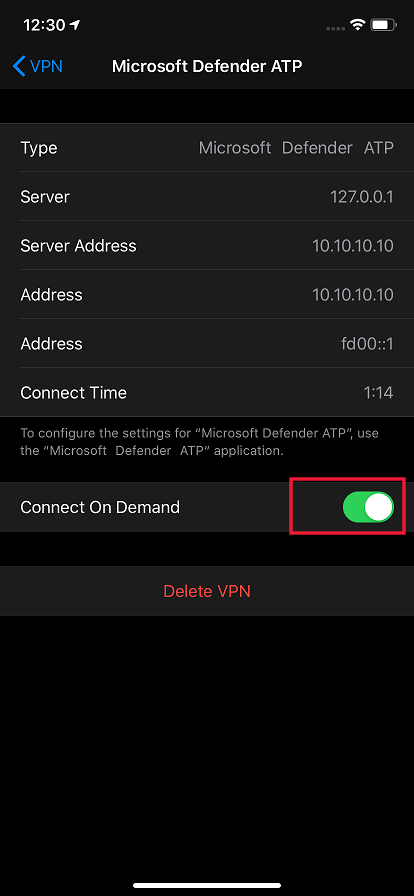 12:30
VPN Microsoft Defender ATP
Type Microsoft Defender ATP
Server 127.0.0.1
Server Address 10.10.10.10
Address 10.10.10.10
Address fd00::1
Connect Time 1:14
To configure the settings for “Microsoft Defender ATP”, use
the “Microsoft Defender ATP” application.
Connect On Demand
Delete VPN